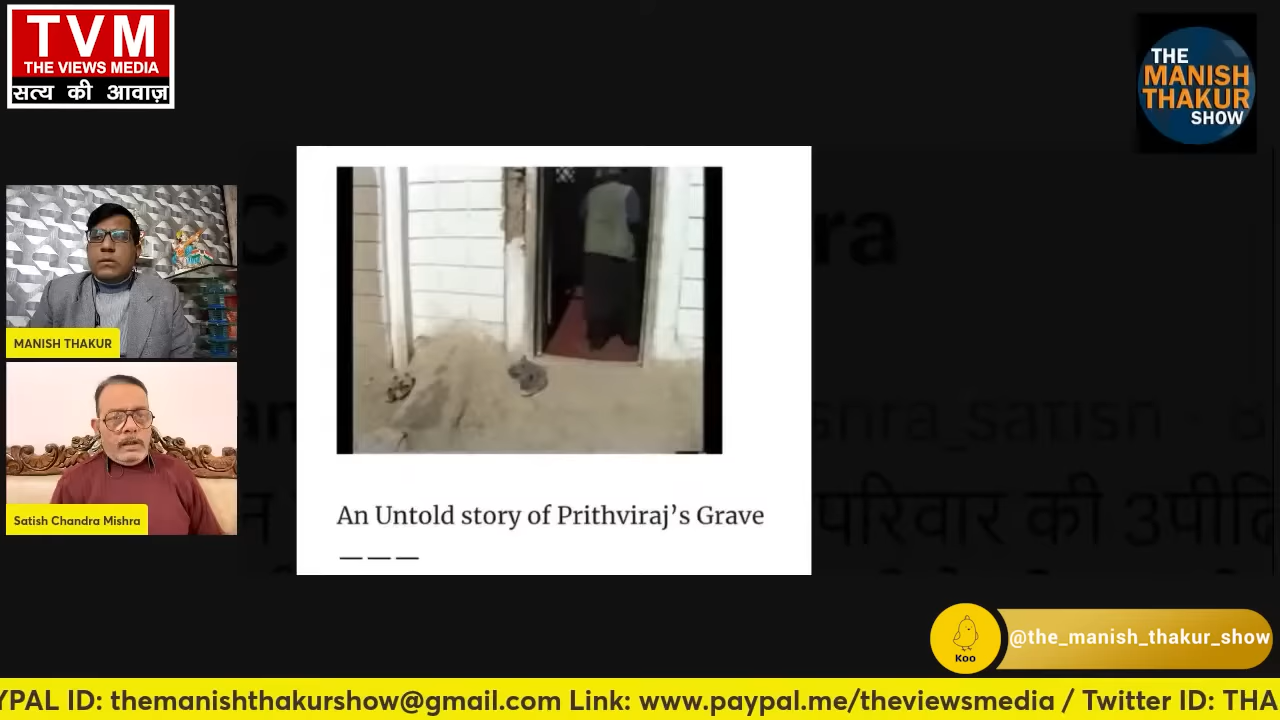 TVM
THE VIEWS MEDIA
सत्य की आवाज़
THE
MANISH
THAKUR
SHOW
MANISH THAKUR
Satish Chandra Mishra
An Untold story of Prithviraj’s Grave
———
परिवार की 3पीढि
Koo
@the_manish_thakur_show
YPAL ID: themanishthakurshow@gmail.com Link: www.paypal.me/theviewsmedia / Twitter ID: THA